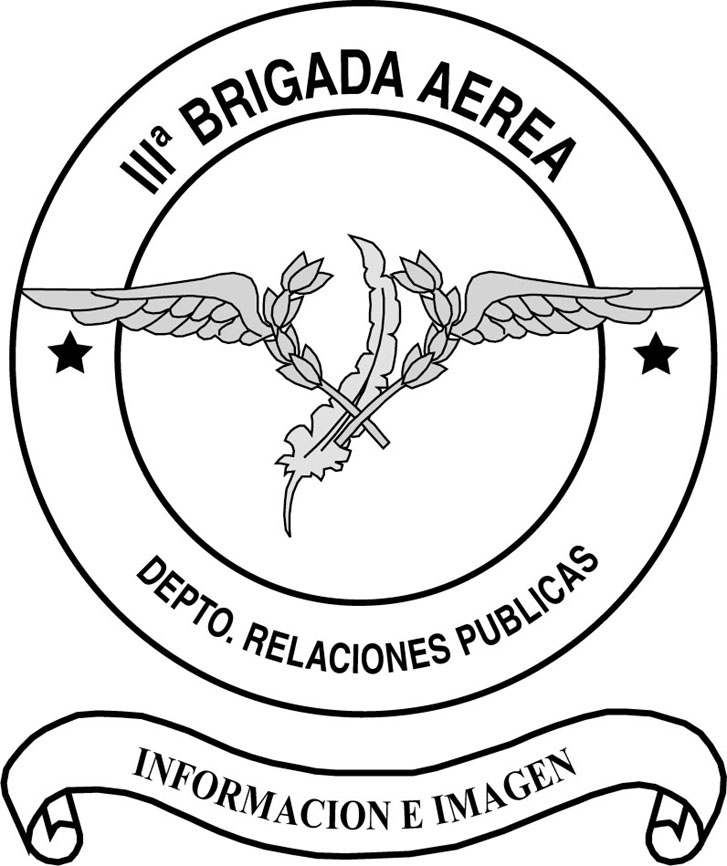 IIIª BRIGADA AEREA
DEPTO. RELACIONES PUBLICAS
INFORMACION E IMAGEN